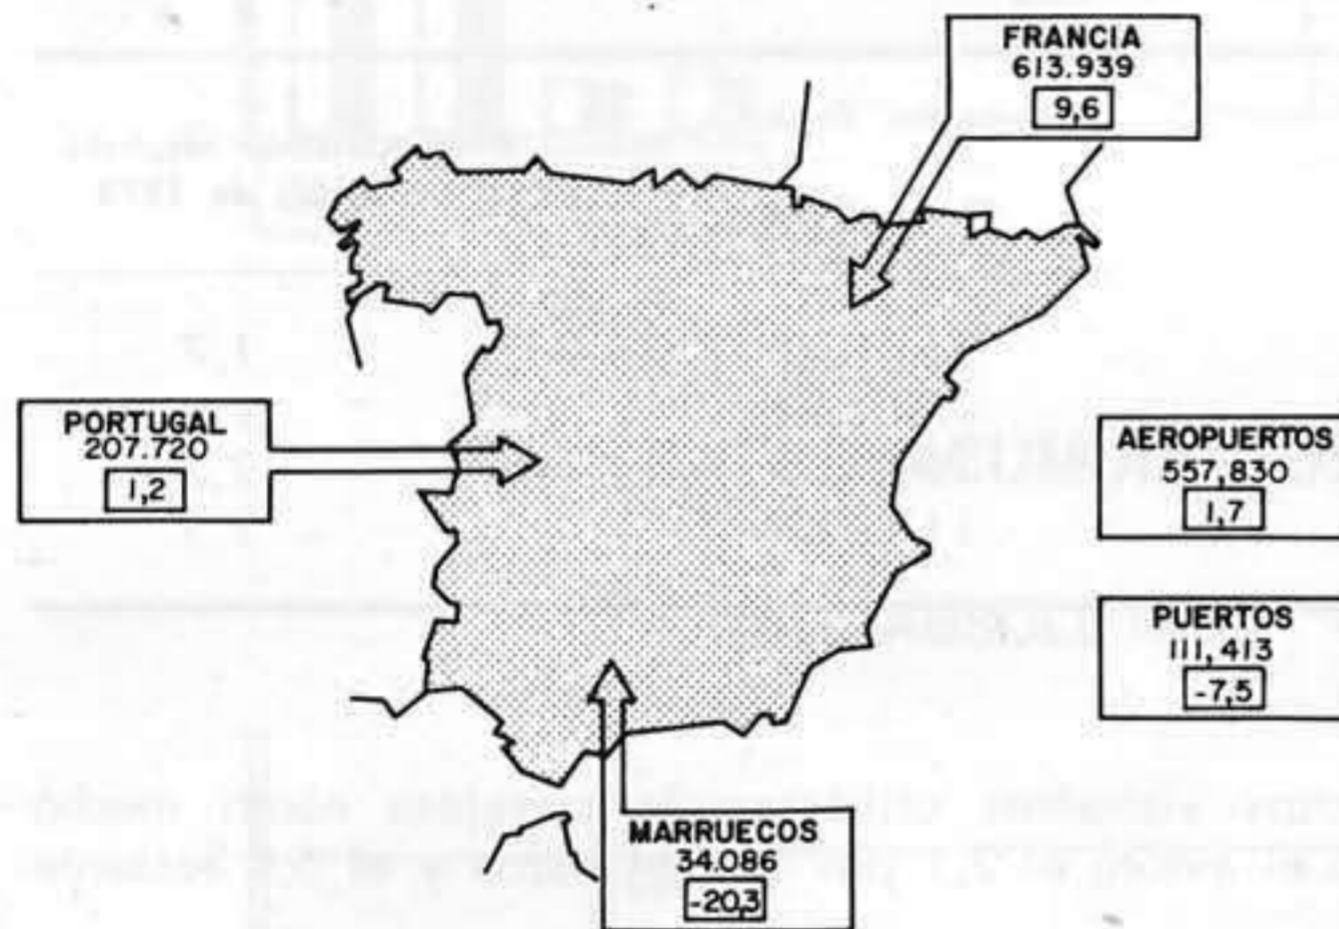 FRANCIA
613.939
9,6
PORTUGAL
207.720
1,2
AEROPUERTOS
557,830
1,7
PUERTOS
111,413
-7,5
MARRUECOS
34.086
-20,3